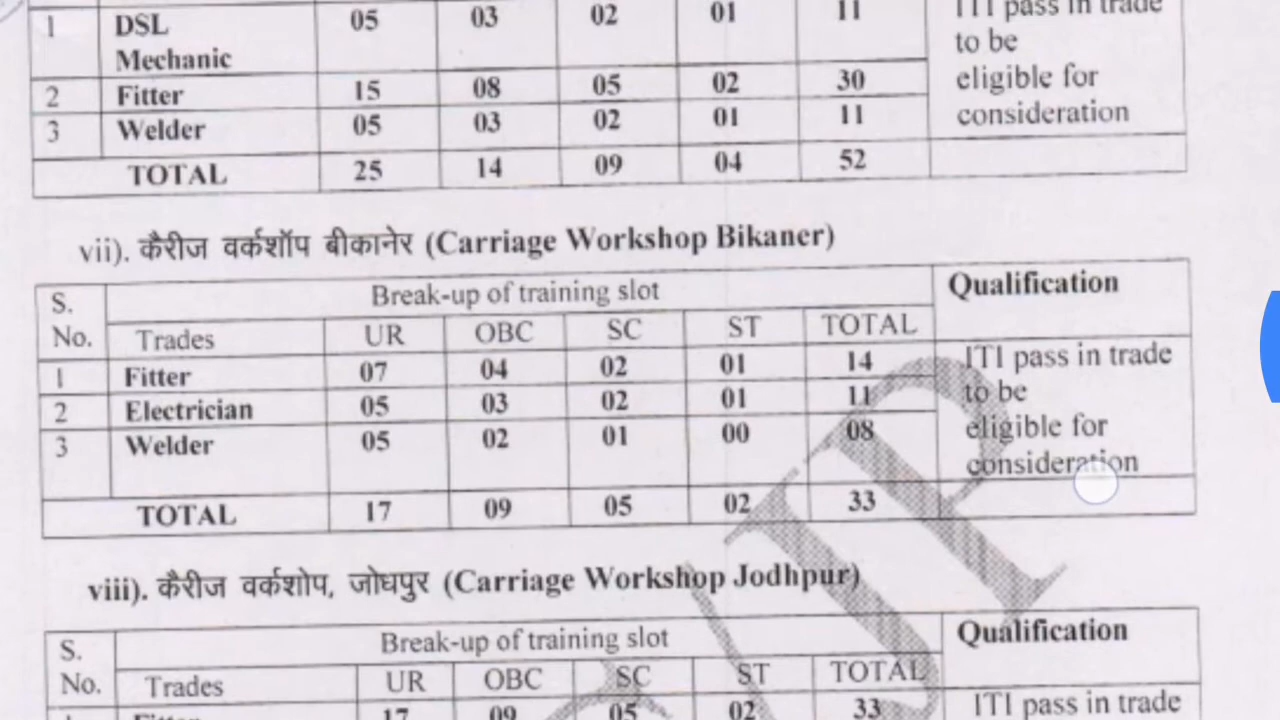 1 DSL Mechanic 05 03 02 01 11 ITI pass in trade
to be
2 Fitter 15 08 05 02 30 eligible for
3 Welder 05 03 02 01 11 consideration
TOTAL 25 14 09 04 52
vii). कैरीज वर्कशॉप बीकानेर (Carriage Workshop Bikaner)
S. No. Break-up of training slot Qualification
Trades UR OBC SC ST TOTAL
1 Fitter 07 04 02 01 14 ITI pass in trade
2 Electrician 05 03 02 01 11 to be
3 Welder 05 02 01 00 08 eligible for
consideration
TOTAL 17 09 05 02 33
viii). कैरीज वर्कशोप, जोधपुर (Carriage Workshop Jodhpur)
S. No. Break-up of training slot Qualification
Trades UR OBC SC ST TOTAL
1 Fitter 17 09 05 02 33 ITI pass in trade